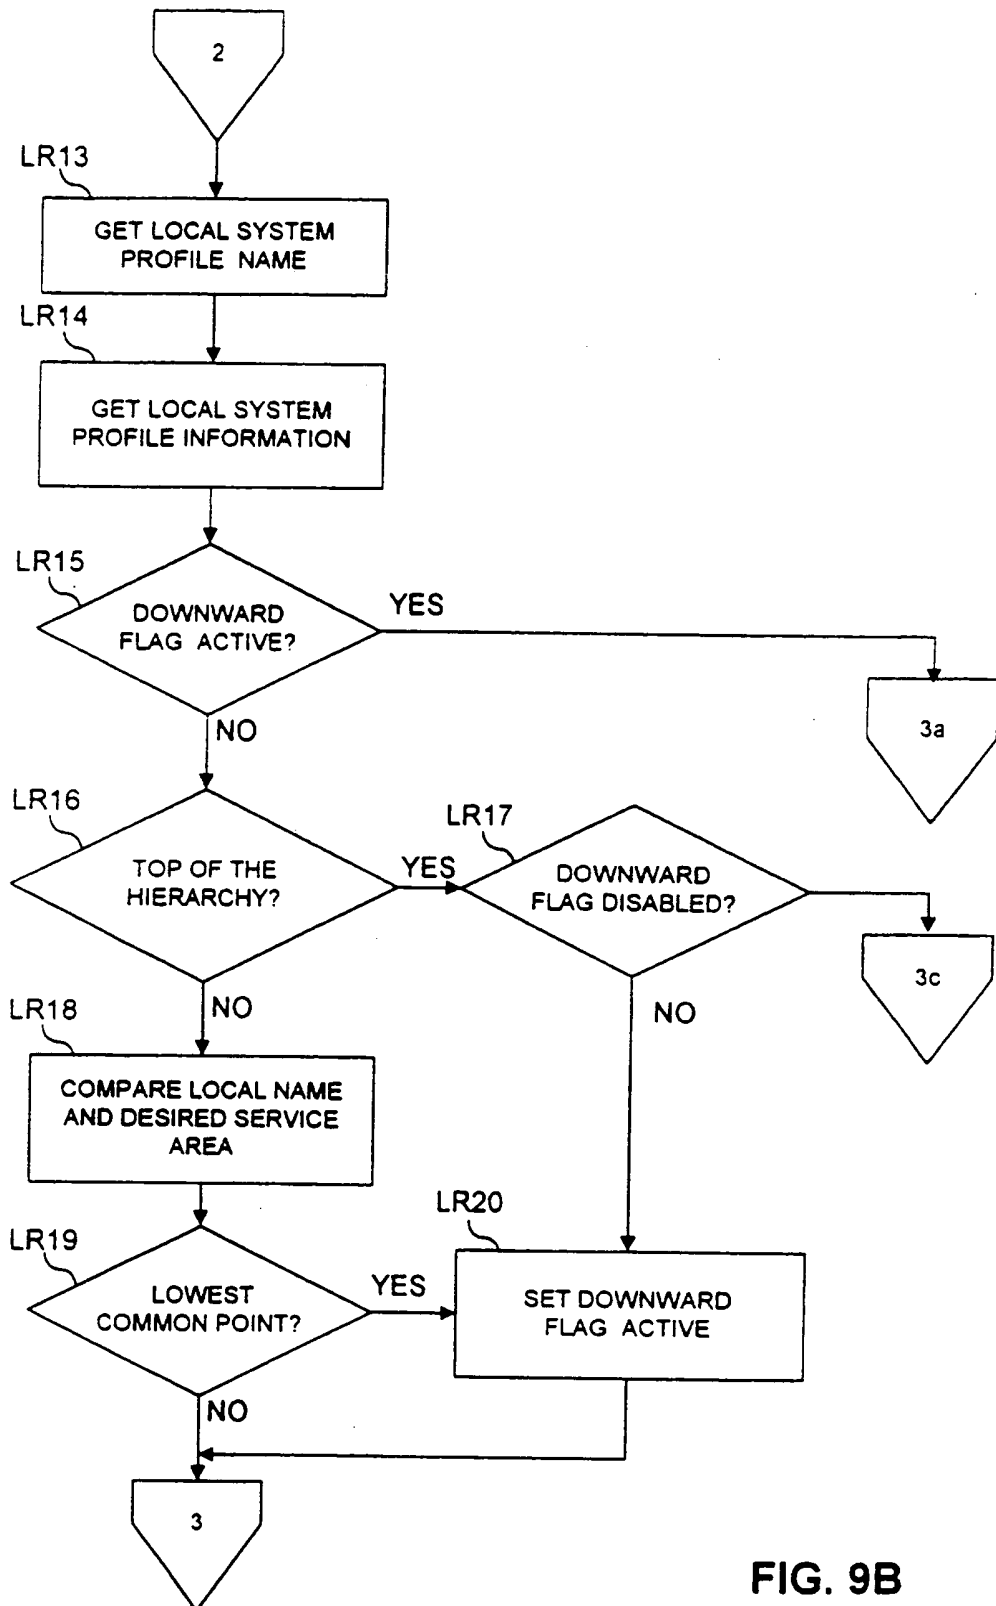 2
LR13
GET LOCAL SYSTEM
PROFILE NAME
LR14
GET LOCAL SYSTEM
PROFILE INFORMATION
LR15
DOWNWARD
FLAG ACTIVE?
YES
3a
NO
LR16
TOP OF THE
HIERARCHY?
YES
LR17
DOWNWARD
FLAG DISABLED?
3c
NO
NO
LR18
COMPARE LOCAL NAME
AND DESIRED SERVICE
AREA
LR19
LOWEST
COMMON POINT?
YES
LR20
SET DOWNWARD
FLAG ACTIVE
NO
3
FIG. 9B